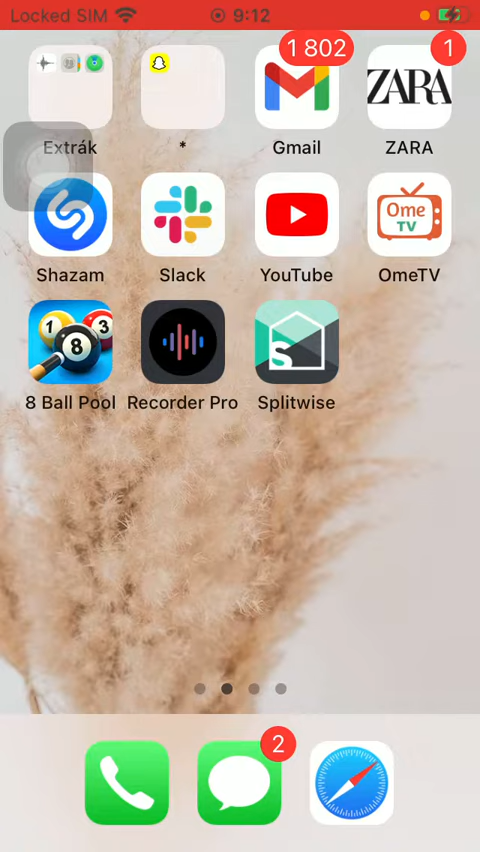 Locked SIM 9:12
1 802 1
ZARA
Extrák * Gmail ZARA
Ome
TV
Shazam Slack YouTube OmeTV
1 3
8
S
8 Ball Pool Recorder Pro Splitwise
2